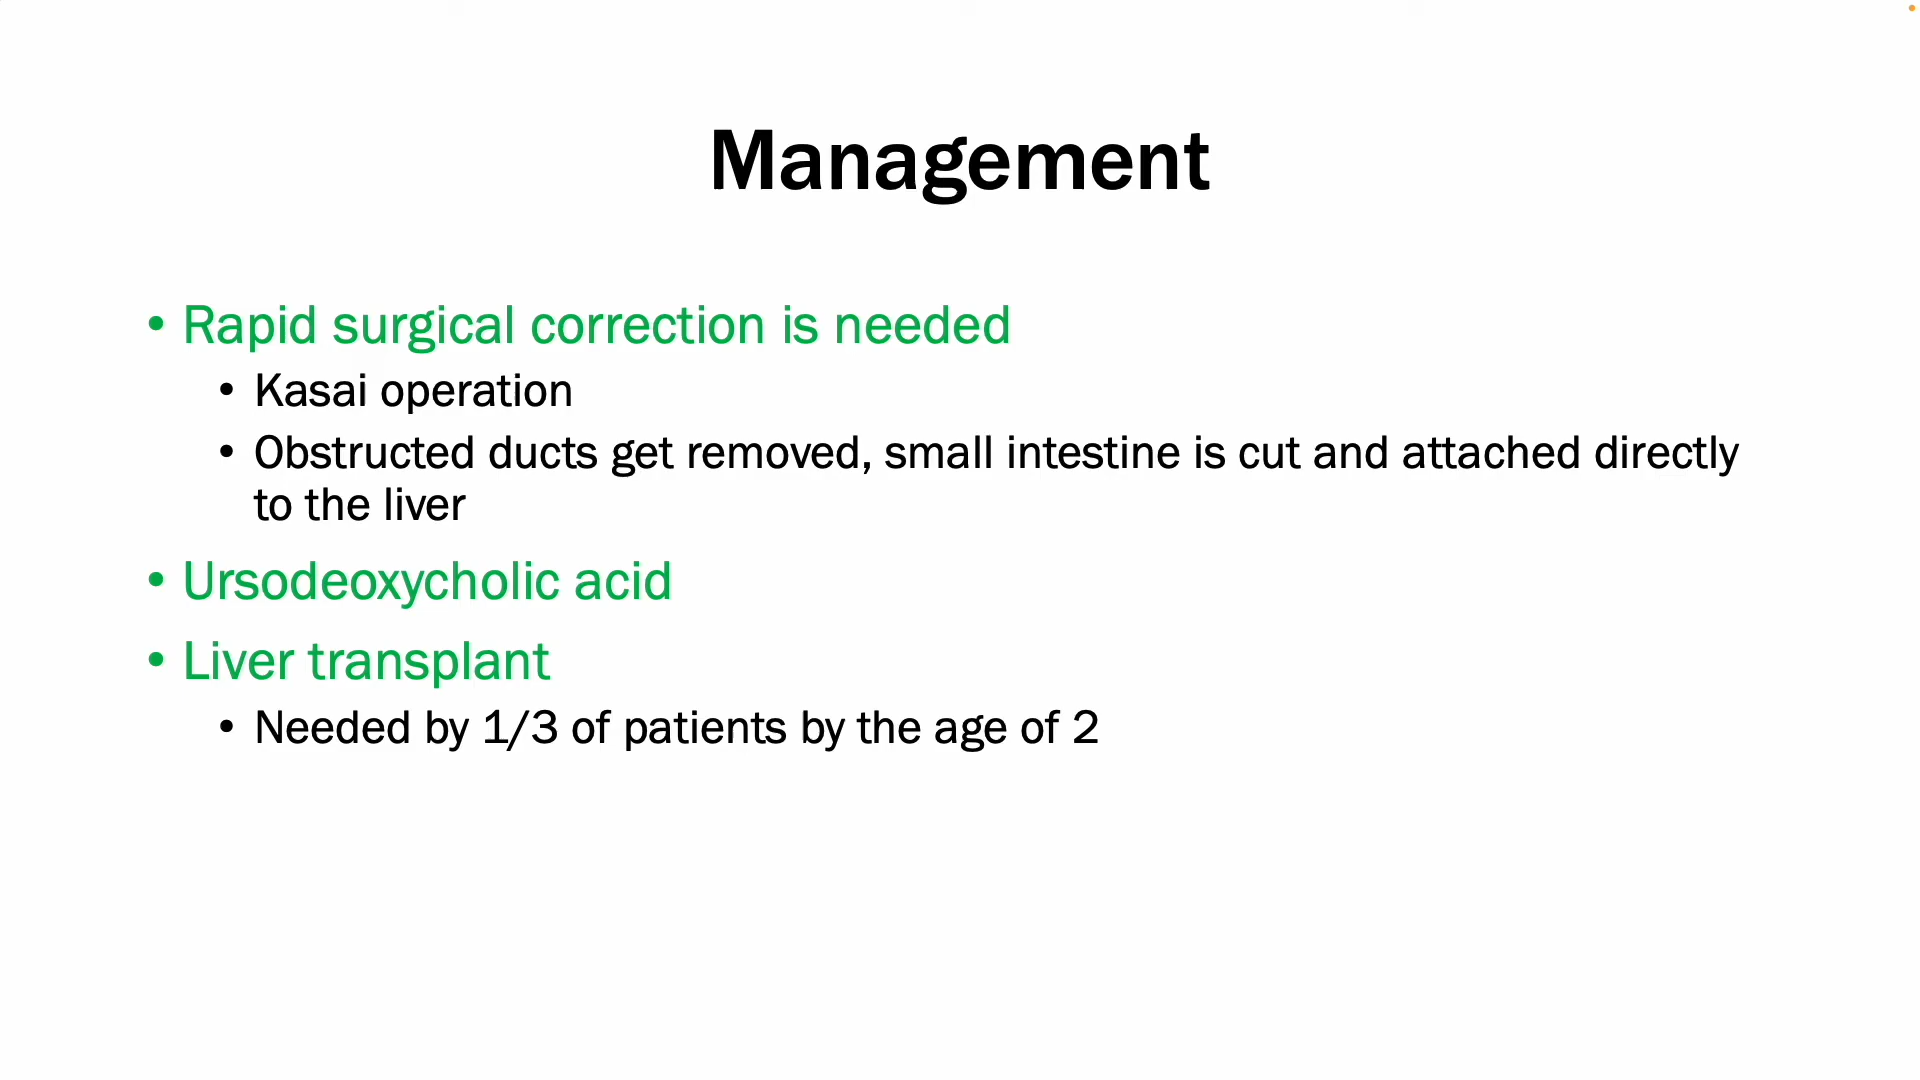 Management
• Rapid surgical correction is needed
• Kasai operation
• Obstructed ducts get removed, small intestine is cut and attached directly
to the liver
• Ursodeoxycholic acid
• Liver transplant
• Needed by 1/3 of patients by the age of 2